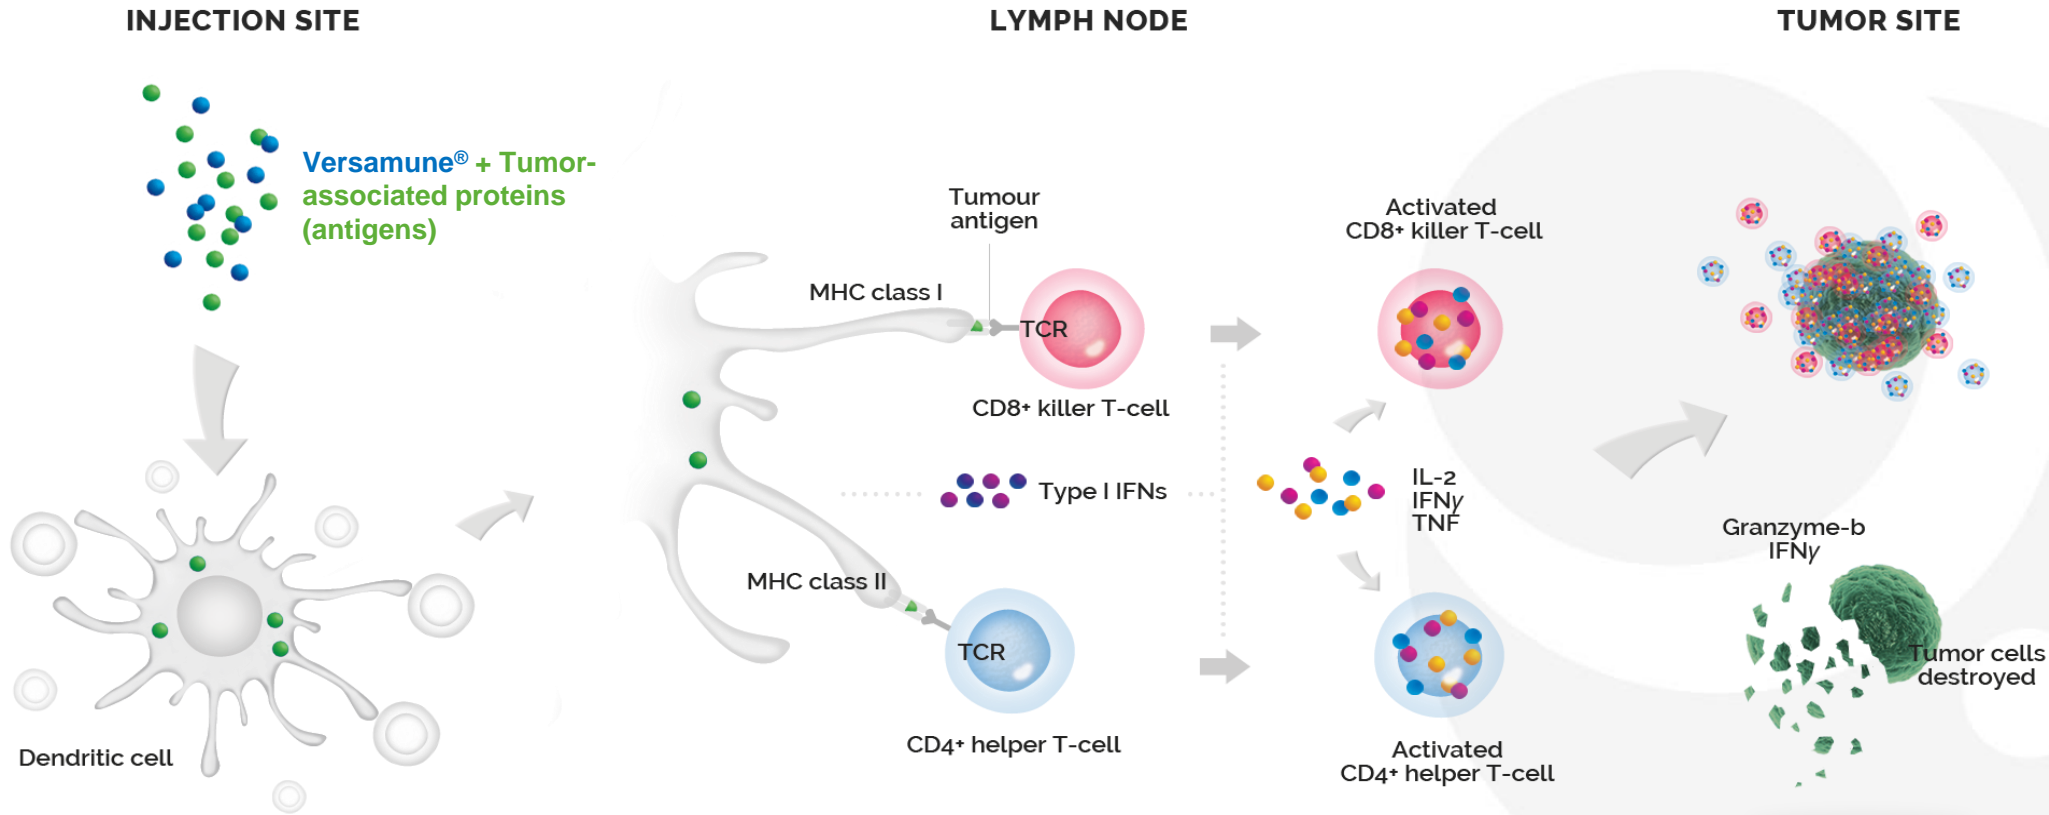 INJECTION SITE
Versamune® + Tumor-
associated proteins
(antigens)
Dendritic cell
LYMPH NODE
Tumour
antigen
MHC class I
TCR
CD8+ killer T-cell
Type I IFNs
MHC class II
TCR
CD4+ helper T-cell
Activated
CD8+ killer T-cell
IL-2
IFNγ
TNF
Activated
CD4+ helper T-cell
TUMOR SITE
Granzyme-b
IFNγ
Tumor cells
destroyed